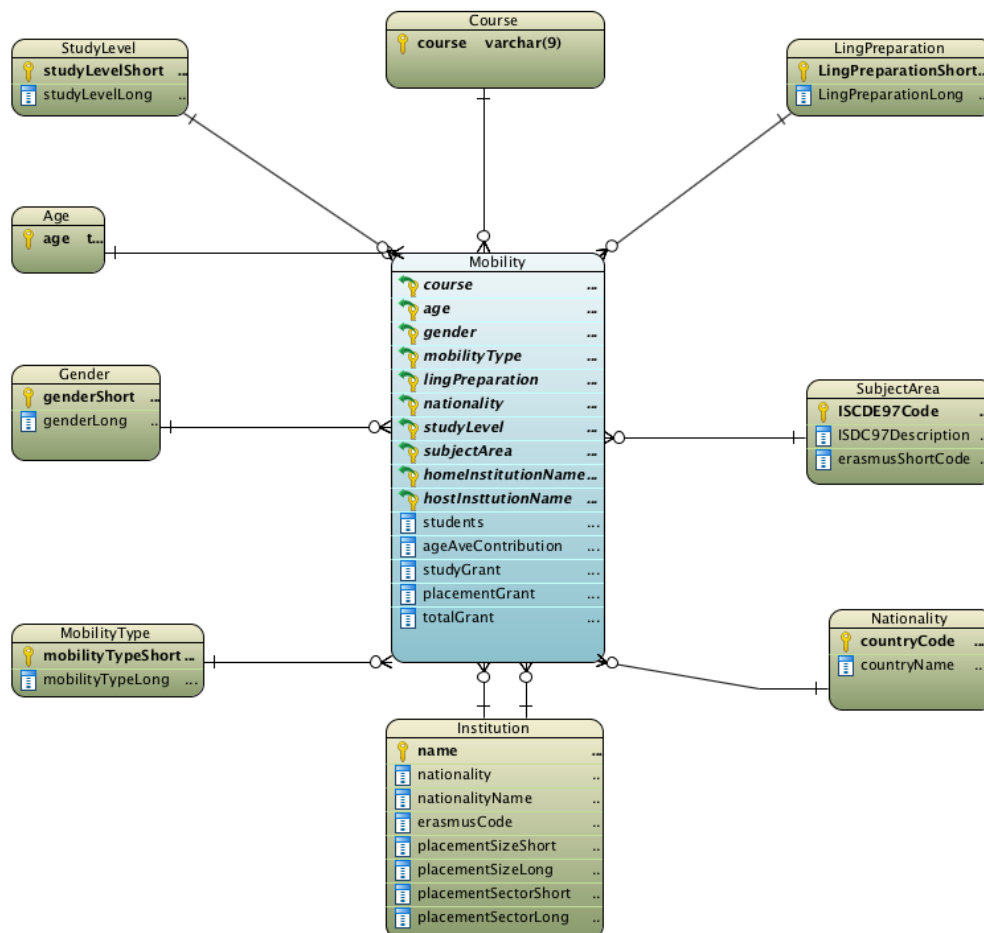 Course
course varchar(9)
StudyLevel
studyLevelShort ...
studyLevelLong ..
LingPreparation
LingPreparationShort..
LingPreparationLong ..
Age
age t...
Mobility
course ...
age ...
gender ...
mobilityType ...
lingPreparation ...
nationality ...
studyLevel ...
subjectArea ...
homeInstitutionName...
hostInsttutionName ...
students ...
ageAveContribution ...
studyGrant ...
placementGrant ...
totalGrant ...
Gender
genderShort ...
genderLong ..
SubjectArea
ISCDE97Code ..
ISDC97Description ..
erasmusShortCode ..
MobilityType
mobilityTypeShort ...
mobilityTypeLong ...
Nationality
countryCode ...
countryName ..
Institution
name ...
nationality ..
nationalityName ..
erasmusCode ..
placementSizeShort ..
placementSizeLong ..
placementSectorShort ..
placementSectorLong ..